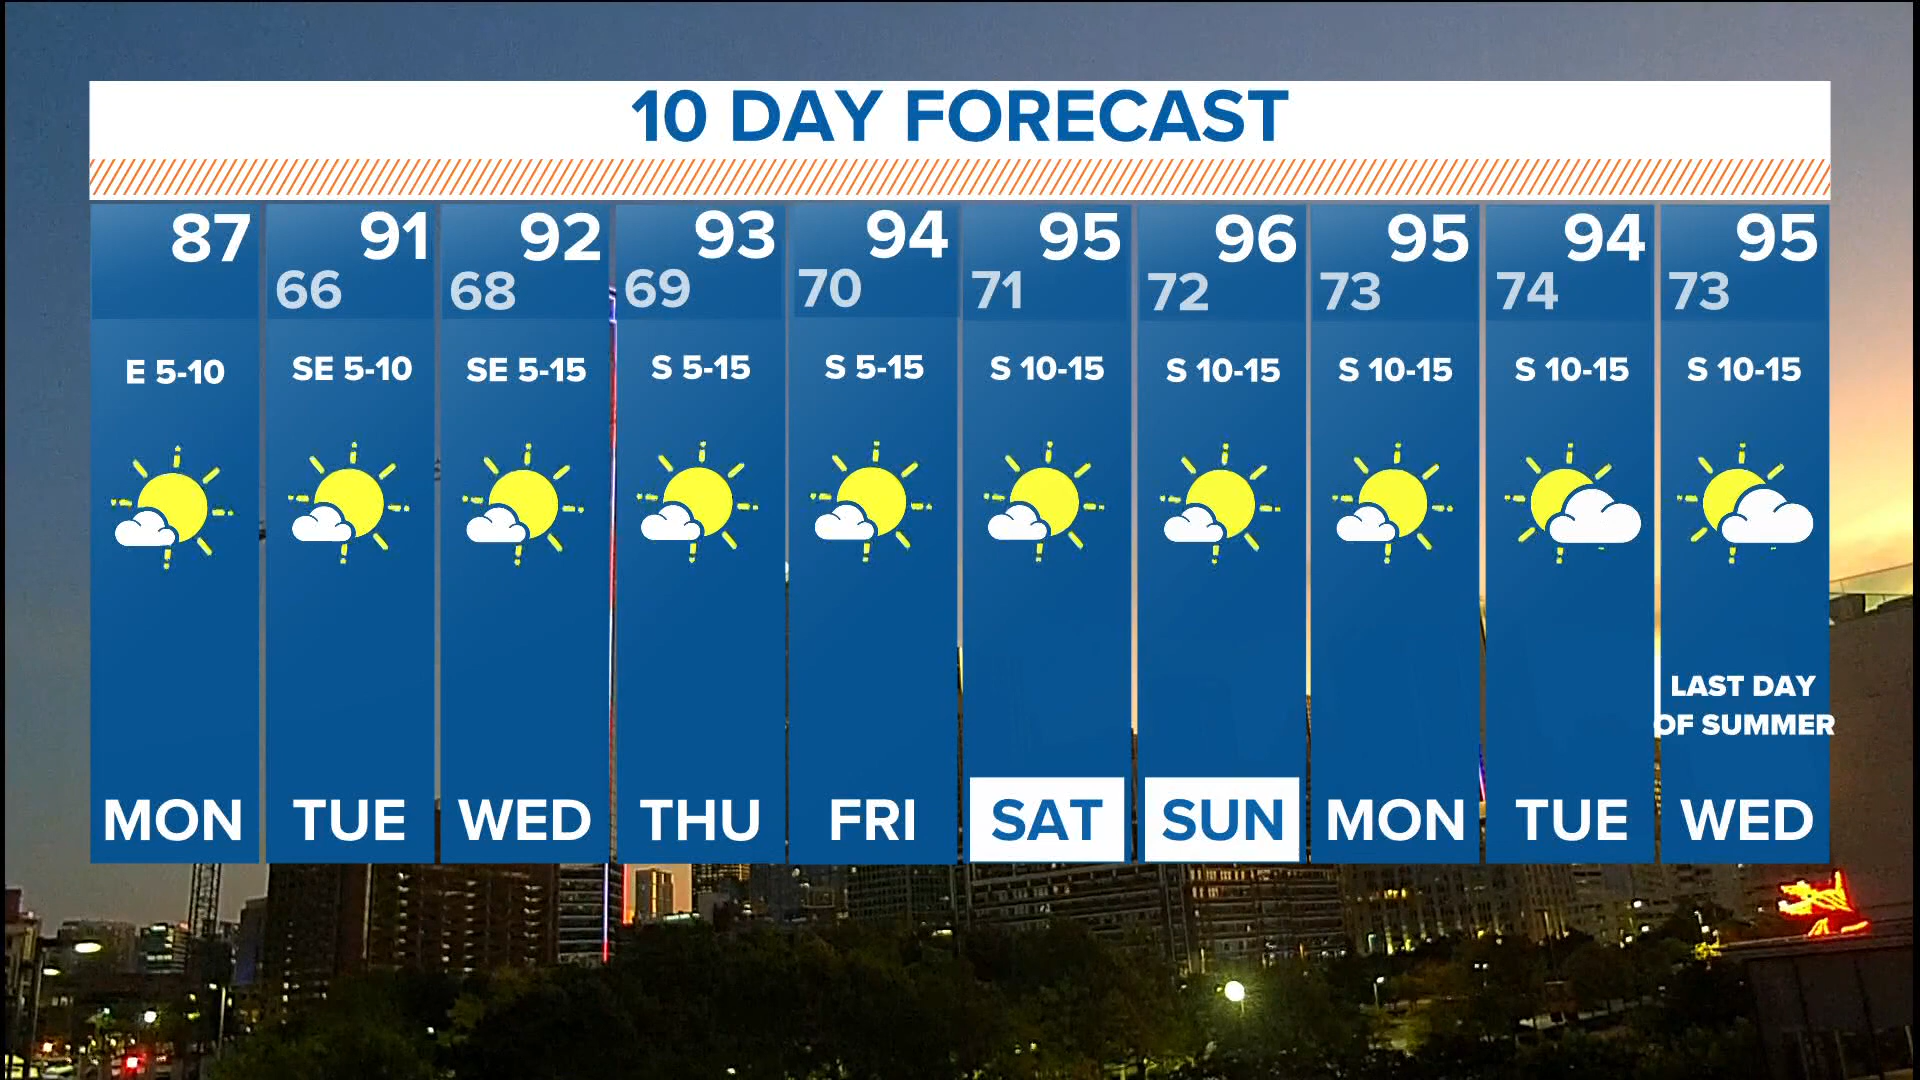 10 DAY FORECAST
87 91 92 93 94 95 96 95 94 95
66 68 69 70 71 72 73 74 73
E 5-10 SE 5-10 SE 5-15 S 5-15 S 5-15 S 10-15 S 10-15 S 10-15 S 10-15 S 10-15
LAST DAY
OF SUMMER
MON TUE WED THU FRI SAT SUN MON TUE WED